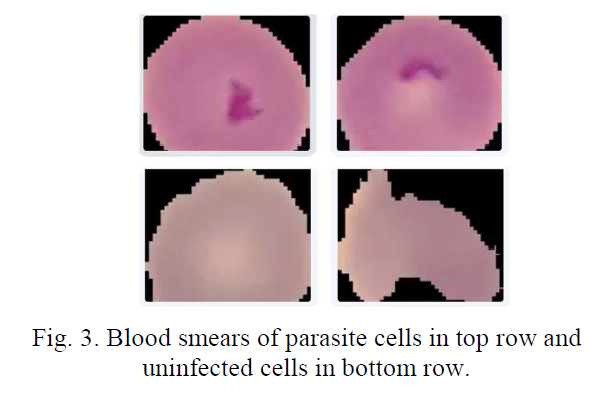 Fig. 3. Blood smears of parasite cells in top row and
uninfected cells in bottom row.